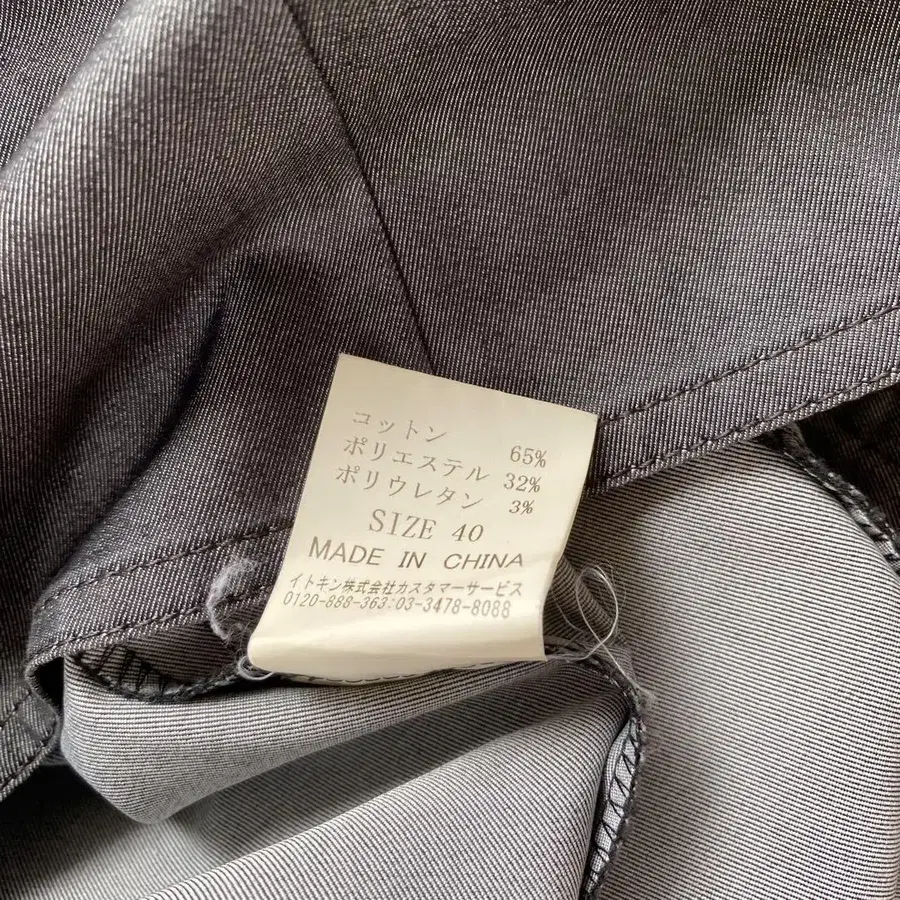 コットン 65%
ポリエステル 32%
ポリウレタン 3%
SIZE 40
MADE IN CHINA
イトキン株式会社カスタマーサービス
0120-888-363:03-3478-8088